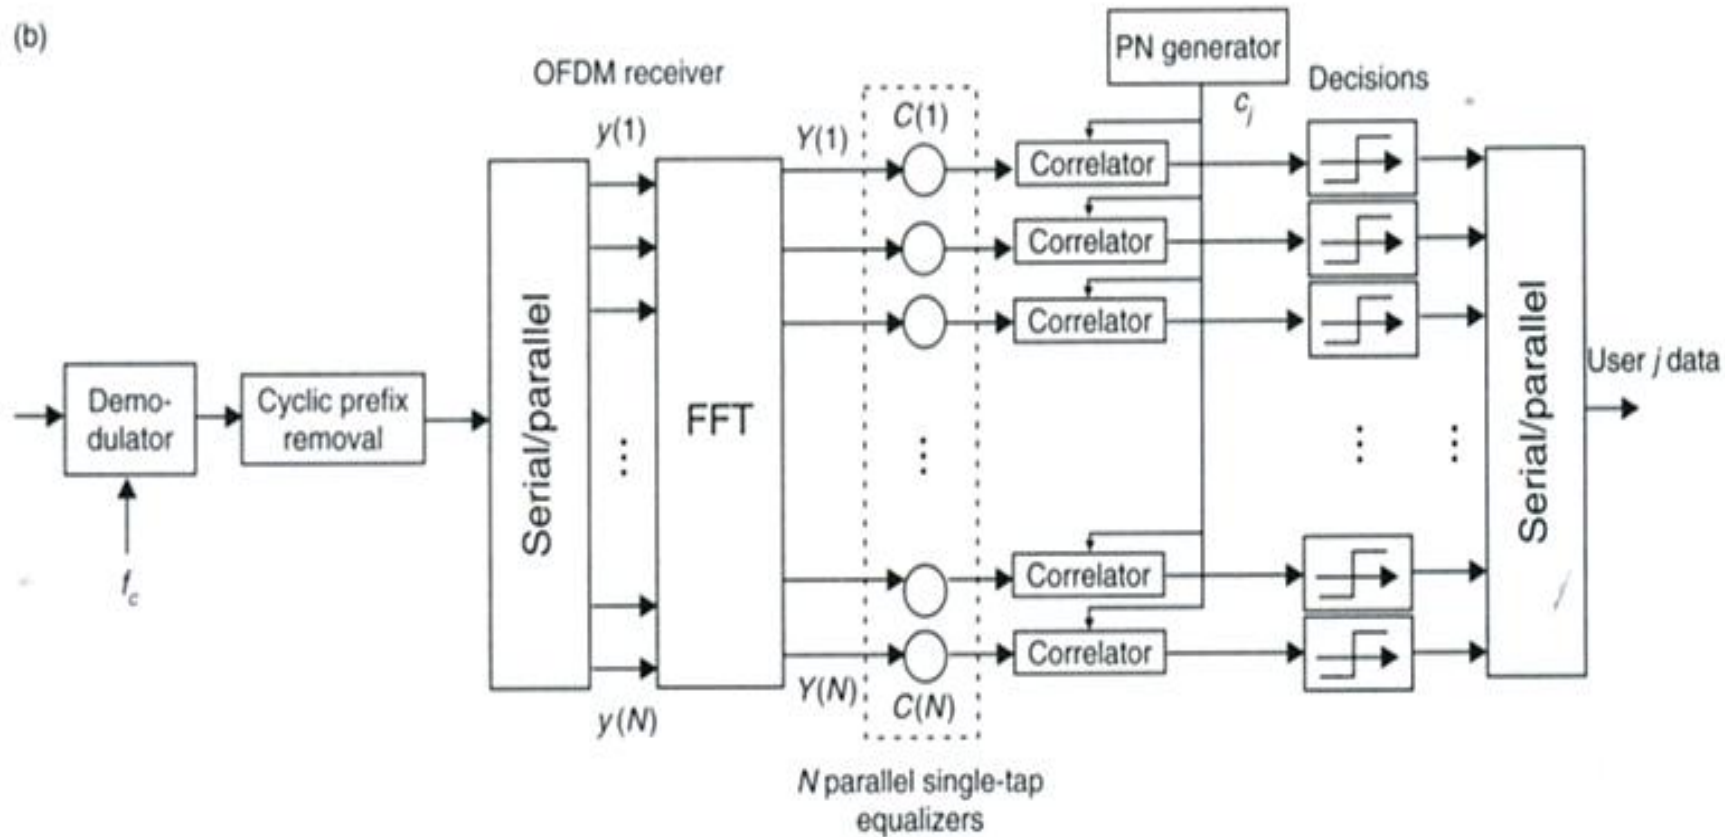 (b)
PN generator
OFDM receiver
Decisions
c_j
y(1)
Y(1)
C(1)
Correlator
Correlator
Correlator
Serial/parallel
FFT
Serial/parallel
Demo-
dulator
Cyclic prefix
removal
User j data
...
...
...
...
f_c
Correlator
Correlator
y(N)
Y(N)
C(N)
N parallel single-tap
equalizers